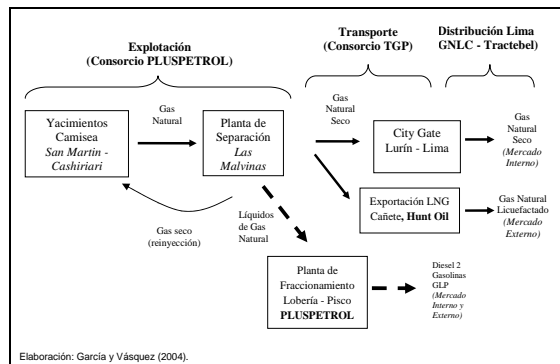 Explotación
(Consorcio PLUSPETROL)
Transporte
(Consorcio TGP)
Distribución Lima
GNLC - Tractebel
Yacimientos
Camisea
San Martin -
Cashiriari
Gas
Natural
Planta de
Separación
Las
Malvinas
Gas
Natural
Seco
City Gate
Lurín - Lima
Gas
Natural
Seco
(Mercado
Interno)
Exportación LNG
Cañete, Hunt Oil
Gas Natural
Licuefactado
(Mercado
Externo)
Gas seco
(reinyección)
Líquidos
de Gas
Natural
Planta de
Fraccionamiento
Lobería - Pisco
PLUSPETROL
Diesel 2
Gasolinas
GLP
(Mercado
Interno y
Externo)
Elaboración: García y Vásquez (2004).